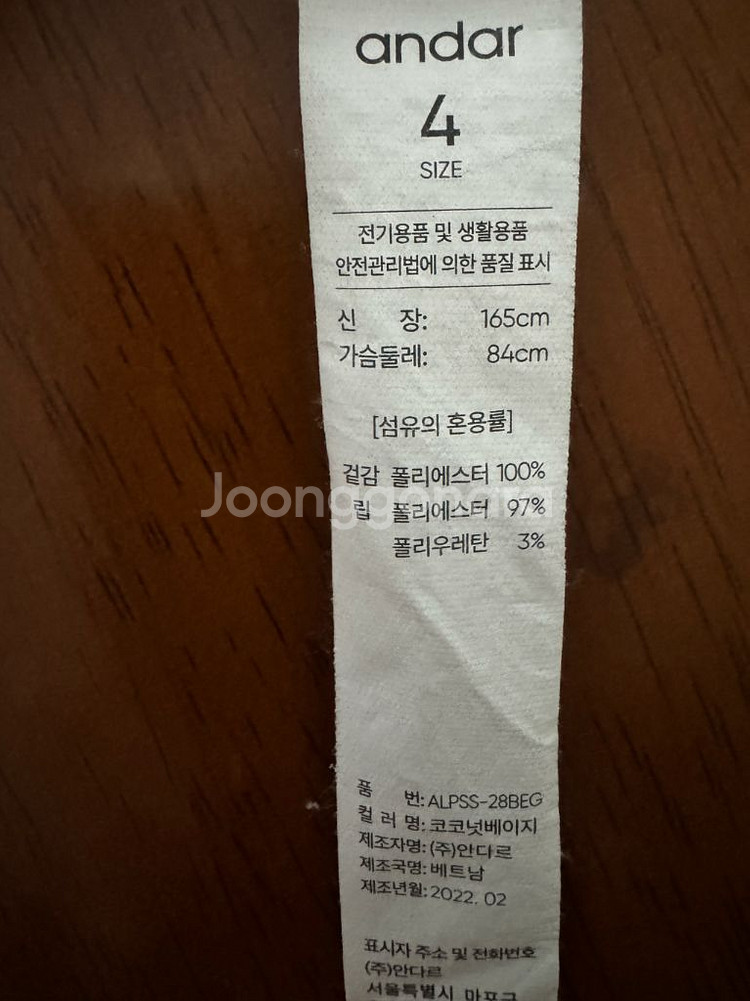 andar
4
SIZE
전기용품 및 생활용품
안전관리법에 의한 품질 표시
신 장: 165cm
가슴둘레: 84cm
[섬유의 혼용률]
겉감 폴리에스터 100%
립 폴리에스터 97%
폴리우레탄 3%
품 번: ALPSS-28BEG
컬 러 명: 코코넛베이지
제조자명: (주)안다르
제조국명: 베트남
제조년월: 2022. 02
표시자 주소 및 전화번호
(주)안다르
서울특별시 마포구